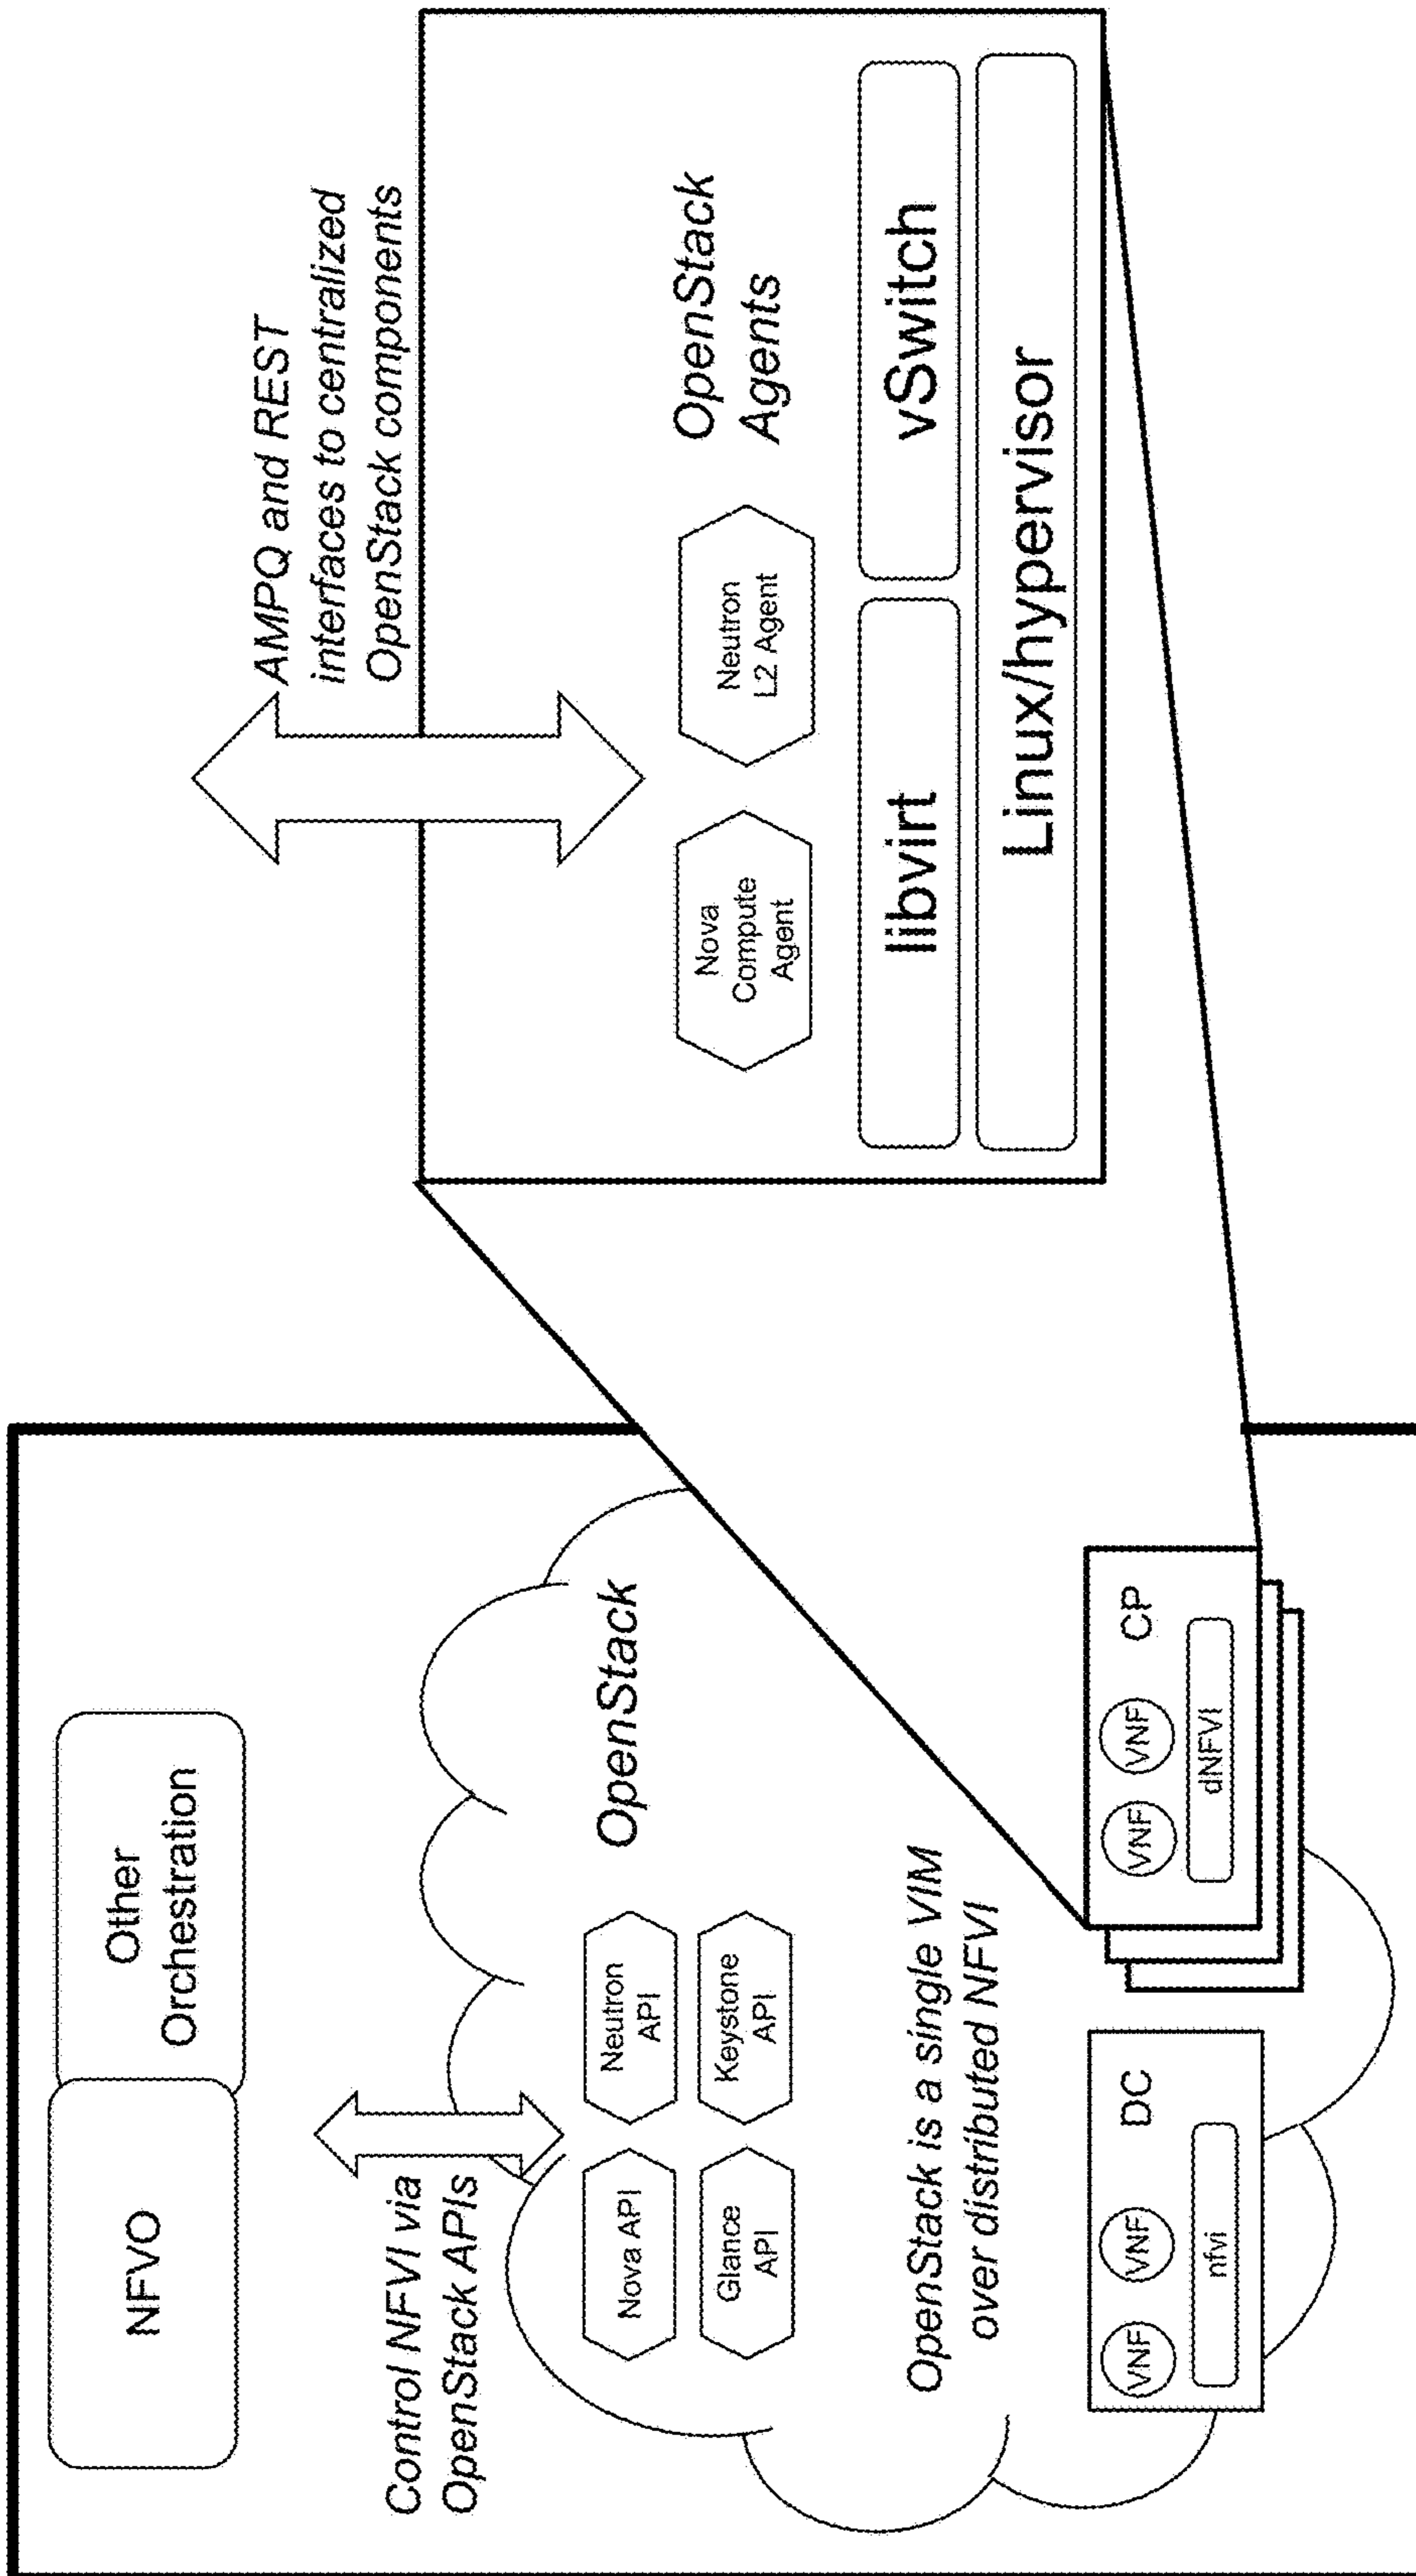 NFVO
Other
Orchestration
Control NFVI via
OpenStack APIs
Nova API
Neutron
API
Glance
API
Keystone
API
OpenStack
OpenStack is a single VIM
over distributed NFVI
VNF
VNF
DC
nfvi
VNF
VNF
CP
dNFVI
AMPQ and REST
interfaces to centralized
OpenStack components
Nova
Compute
Agent
Neutron
L2 Agent
OpenStack
Agents
libvirt
vSwitch
Linux/hypervisor